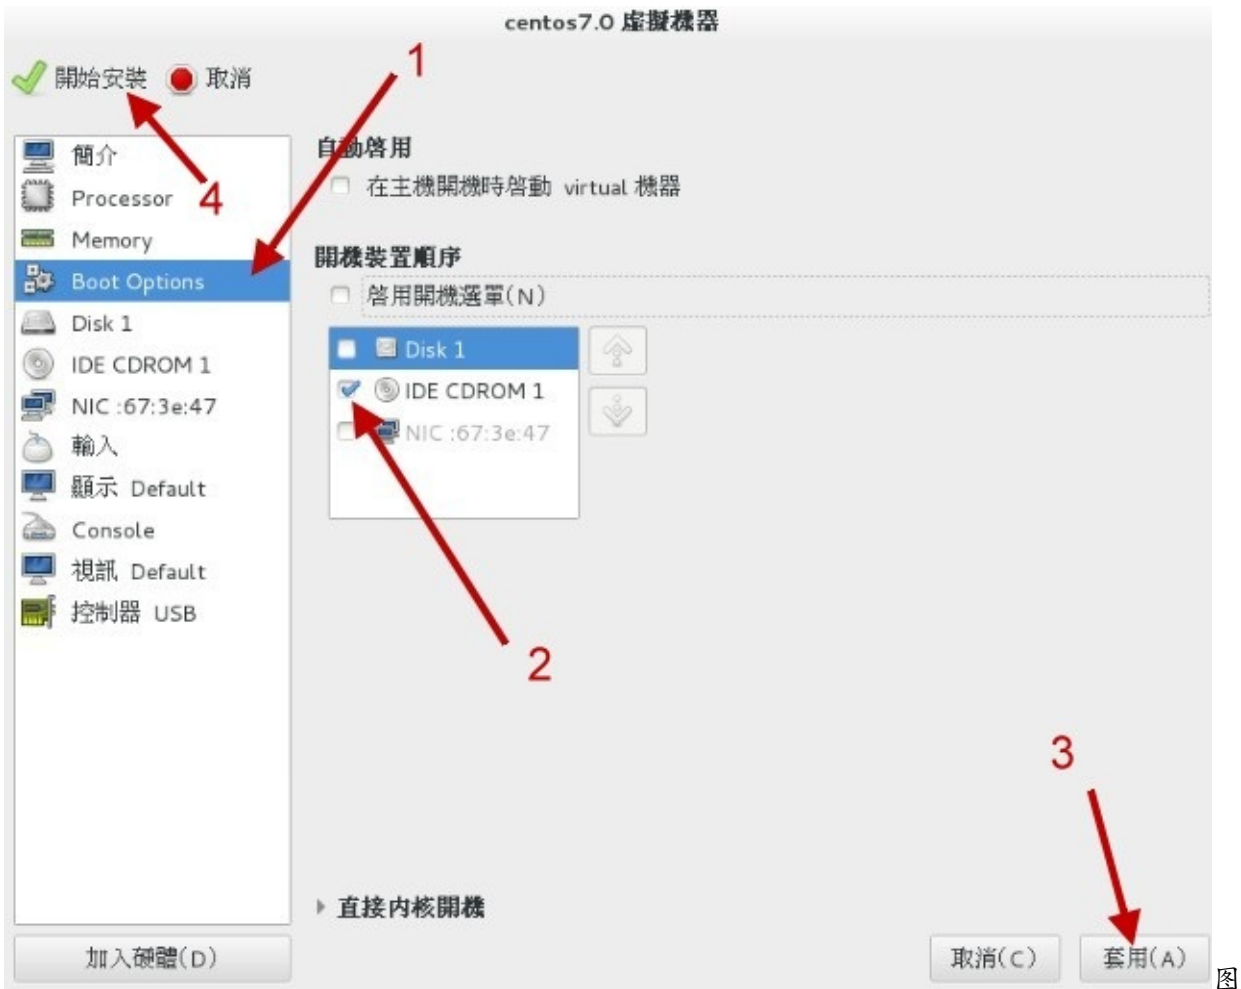 centos7.0 虛擬機器
1
開始安裝 取消
4
簡介
Processor
Memory
Boot Options
Disk 1
IDE CDROM 1
NIC :67:3e:47
輸入
顯示 Default
Console
視訊 Default
控制器 USB
加入硬體(D)
自動啓用
在主機開機時啓動 virtual 機器
開機裝置順序
啓用開機選單(N)
Disk 1
IDE CDROM 1
NIC :67:3e:47
2
3
直接内核開機
取消(C) 套用(A)
图